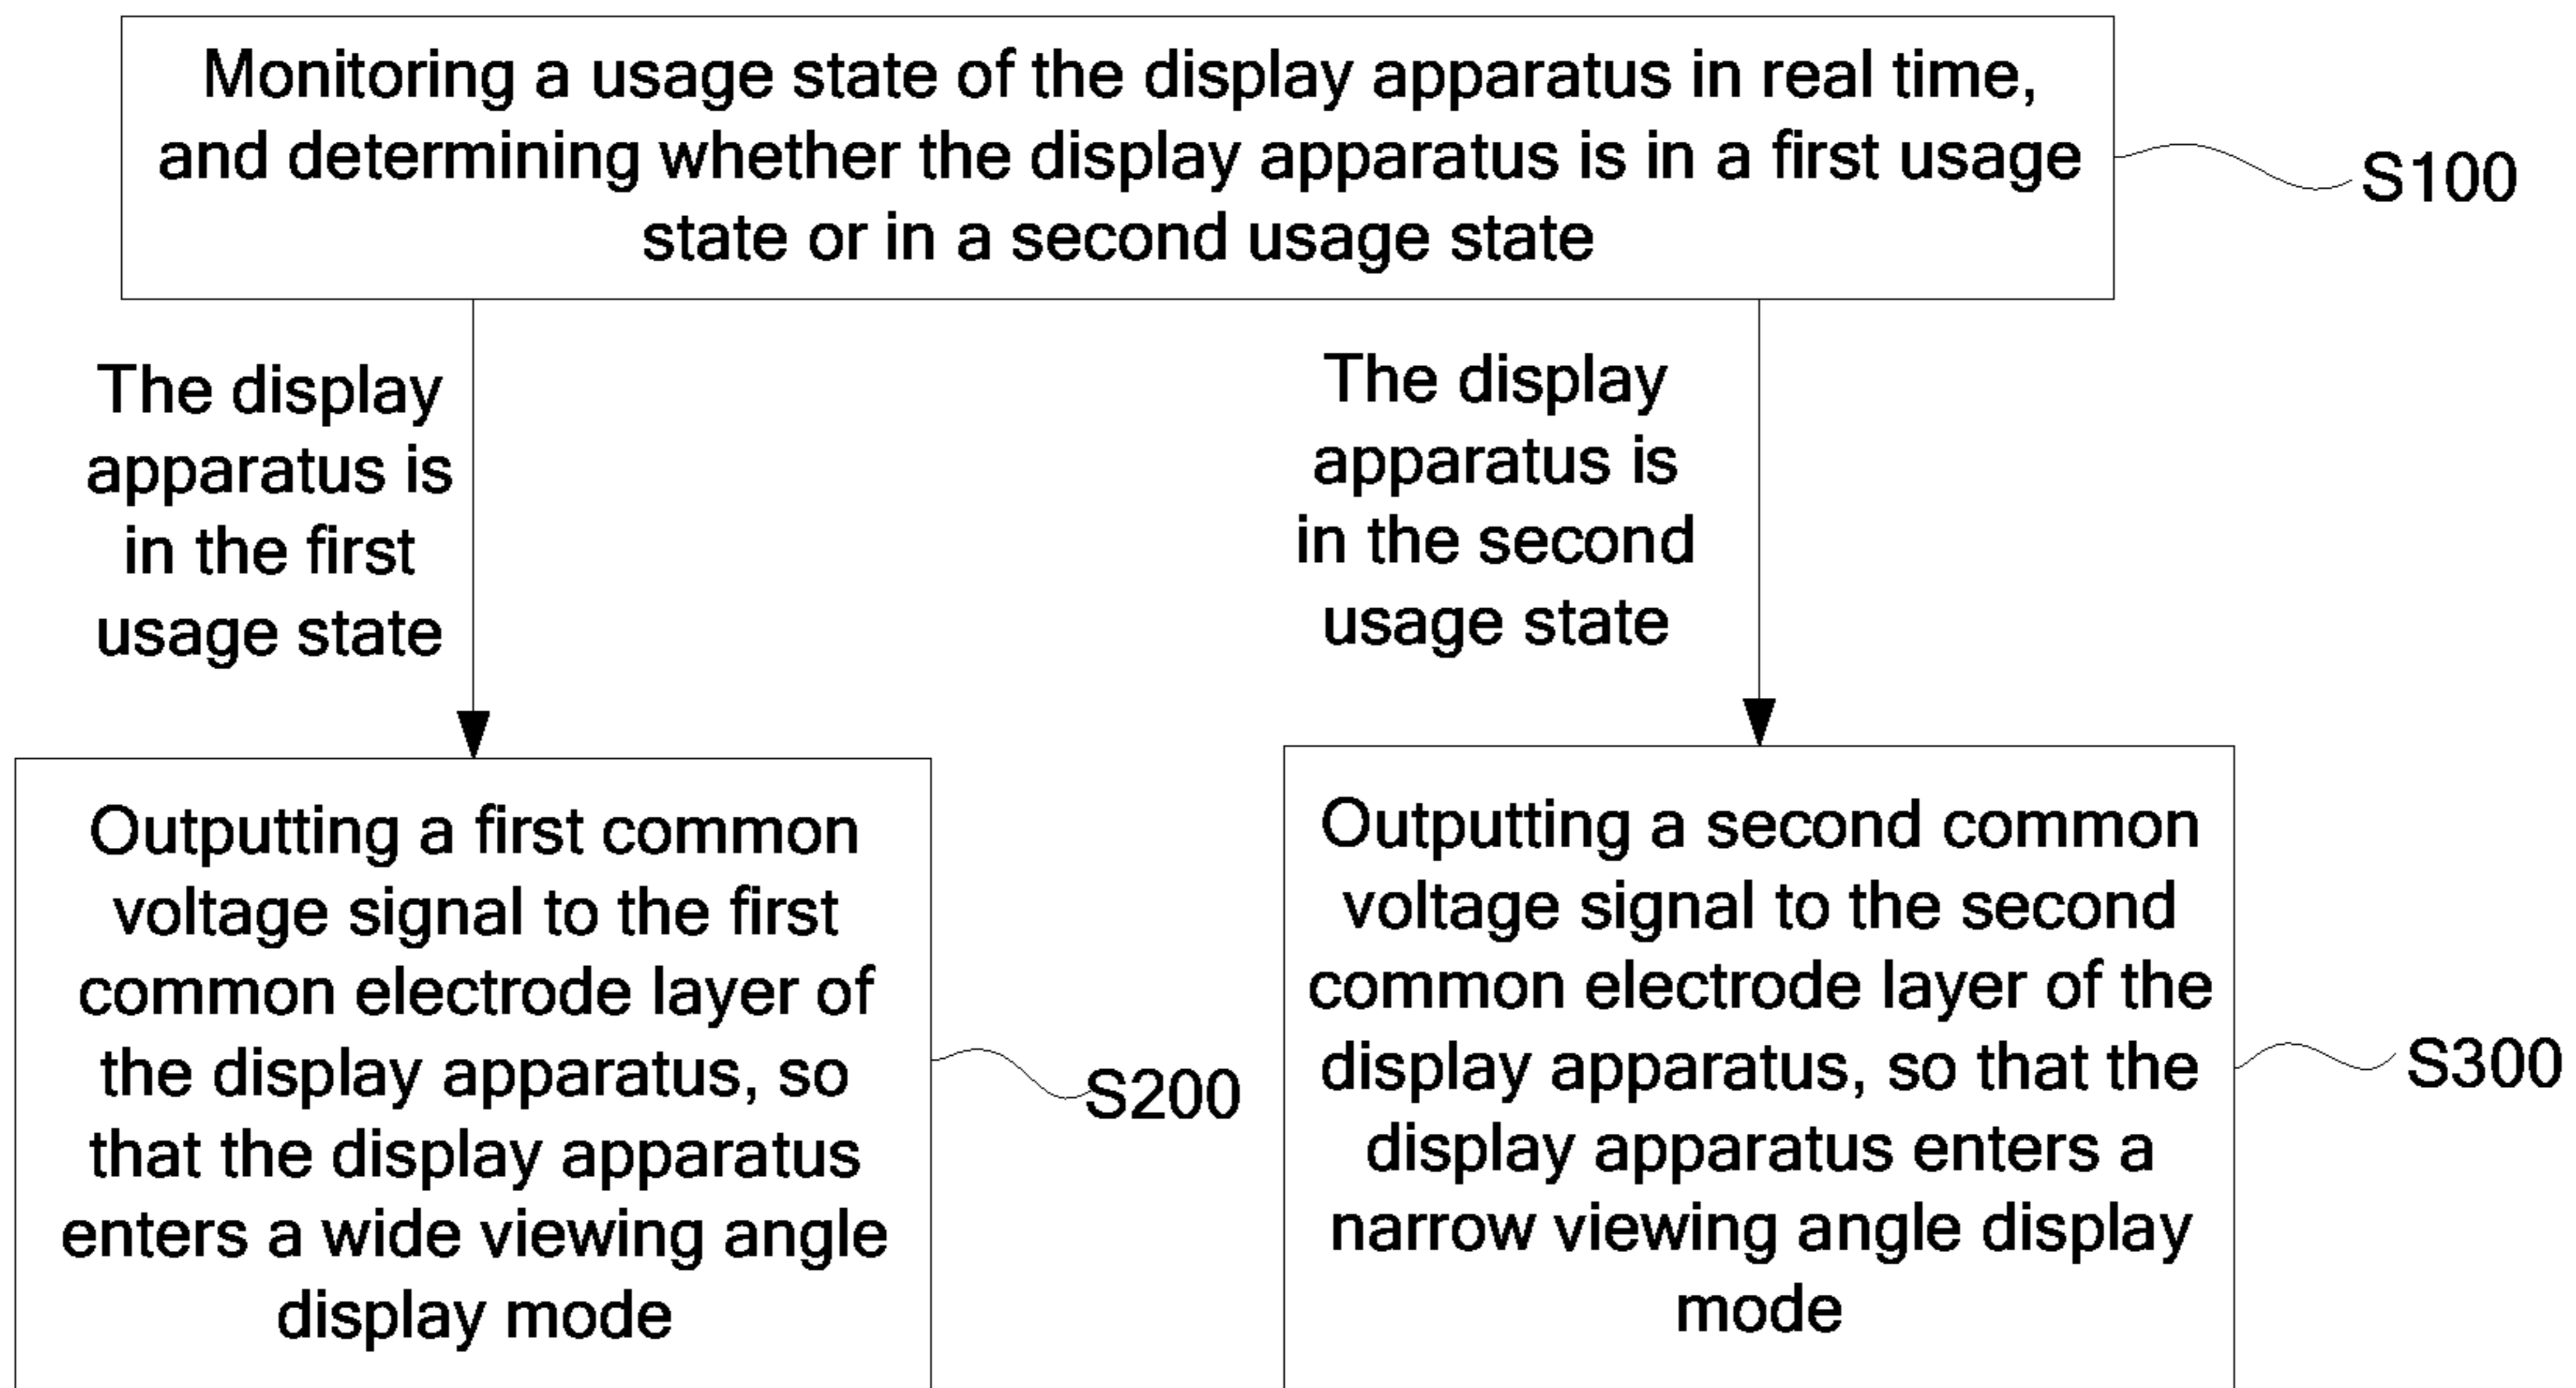 Monitoring a usage state of the display apparatus in real time,
and determining whether the display apparatus is in a first usage
state or in a second usage state
S100
The display
apparatus is
in the first
usage state
The display
apparatus is
in the second
usage state
Outputting a first common
voltage signal to the first
common electrode layer of
the display apparatus, so
that the display apparatus
enters a wide viewing angle
display mode
S200
Outputting a second common
voltage signal to the second
common electrode layer of the
display apparatus, so that the
display apparatus enters a
narrow viewing angle display
mode
S300